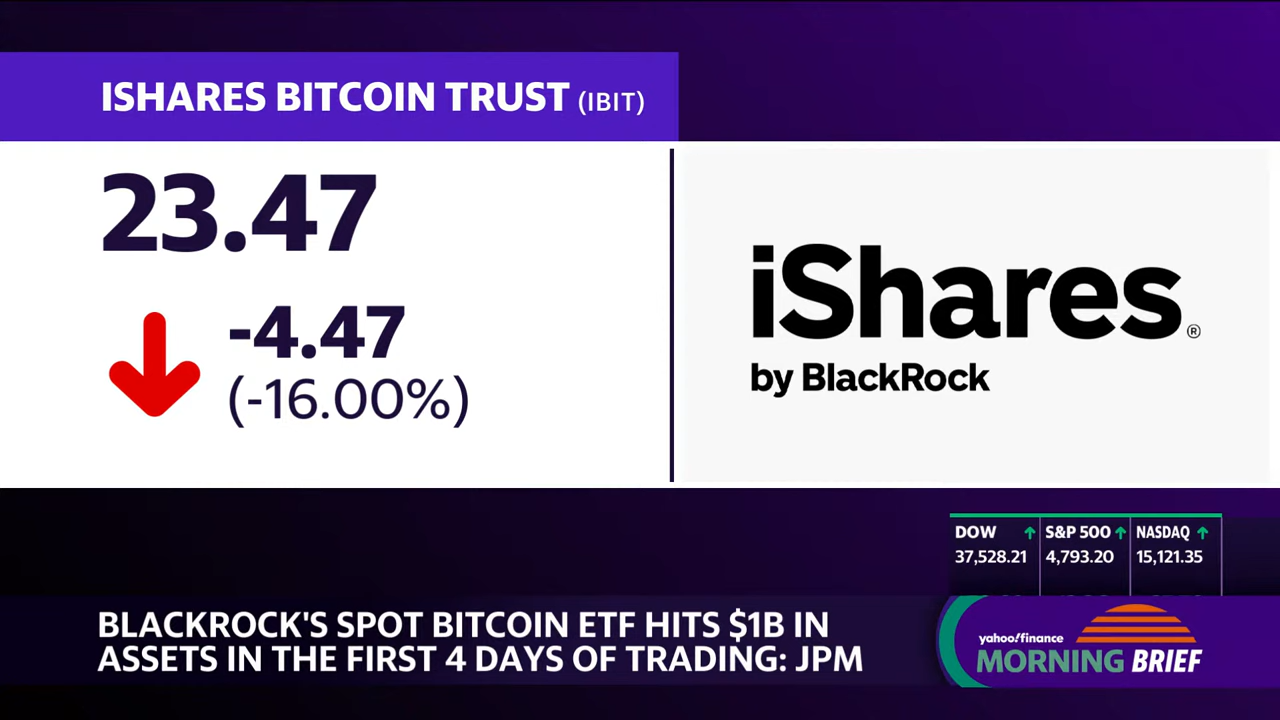 ISHARES BITCOIN TRUST (IBIT)
23.47
-4.47
(-16.00%)
iShares®
by BlackRock
DOW
37,528.21
S&P 500
4,793.20
NASDAQ
15,121.35
BLACKROCK'S SPOT BITCOIN ETF HITS $1B IN
ASSETS IN THE FIRST 4 DAYS OF TRADING: JPM
yahoo!finance
MORNING BRIEF